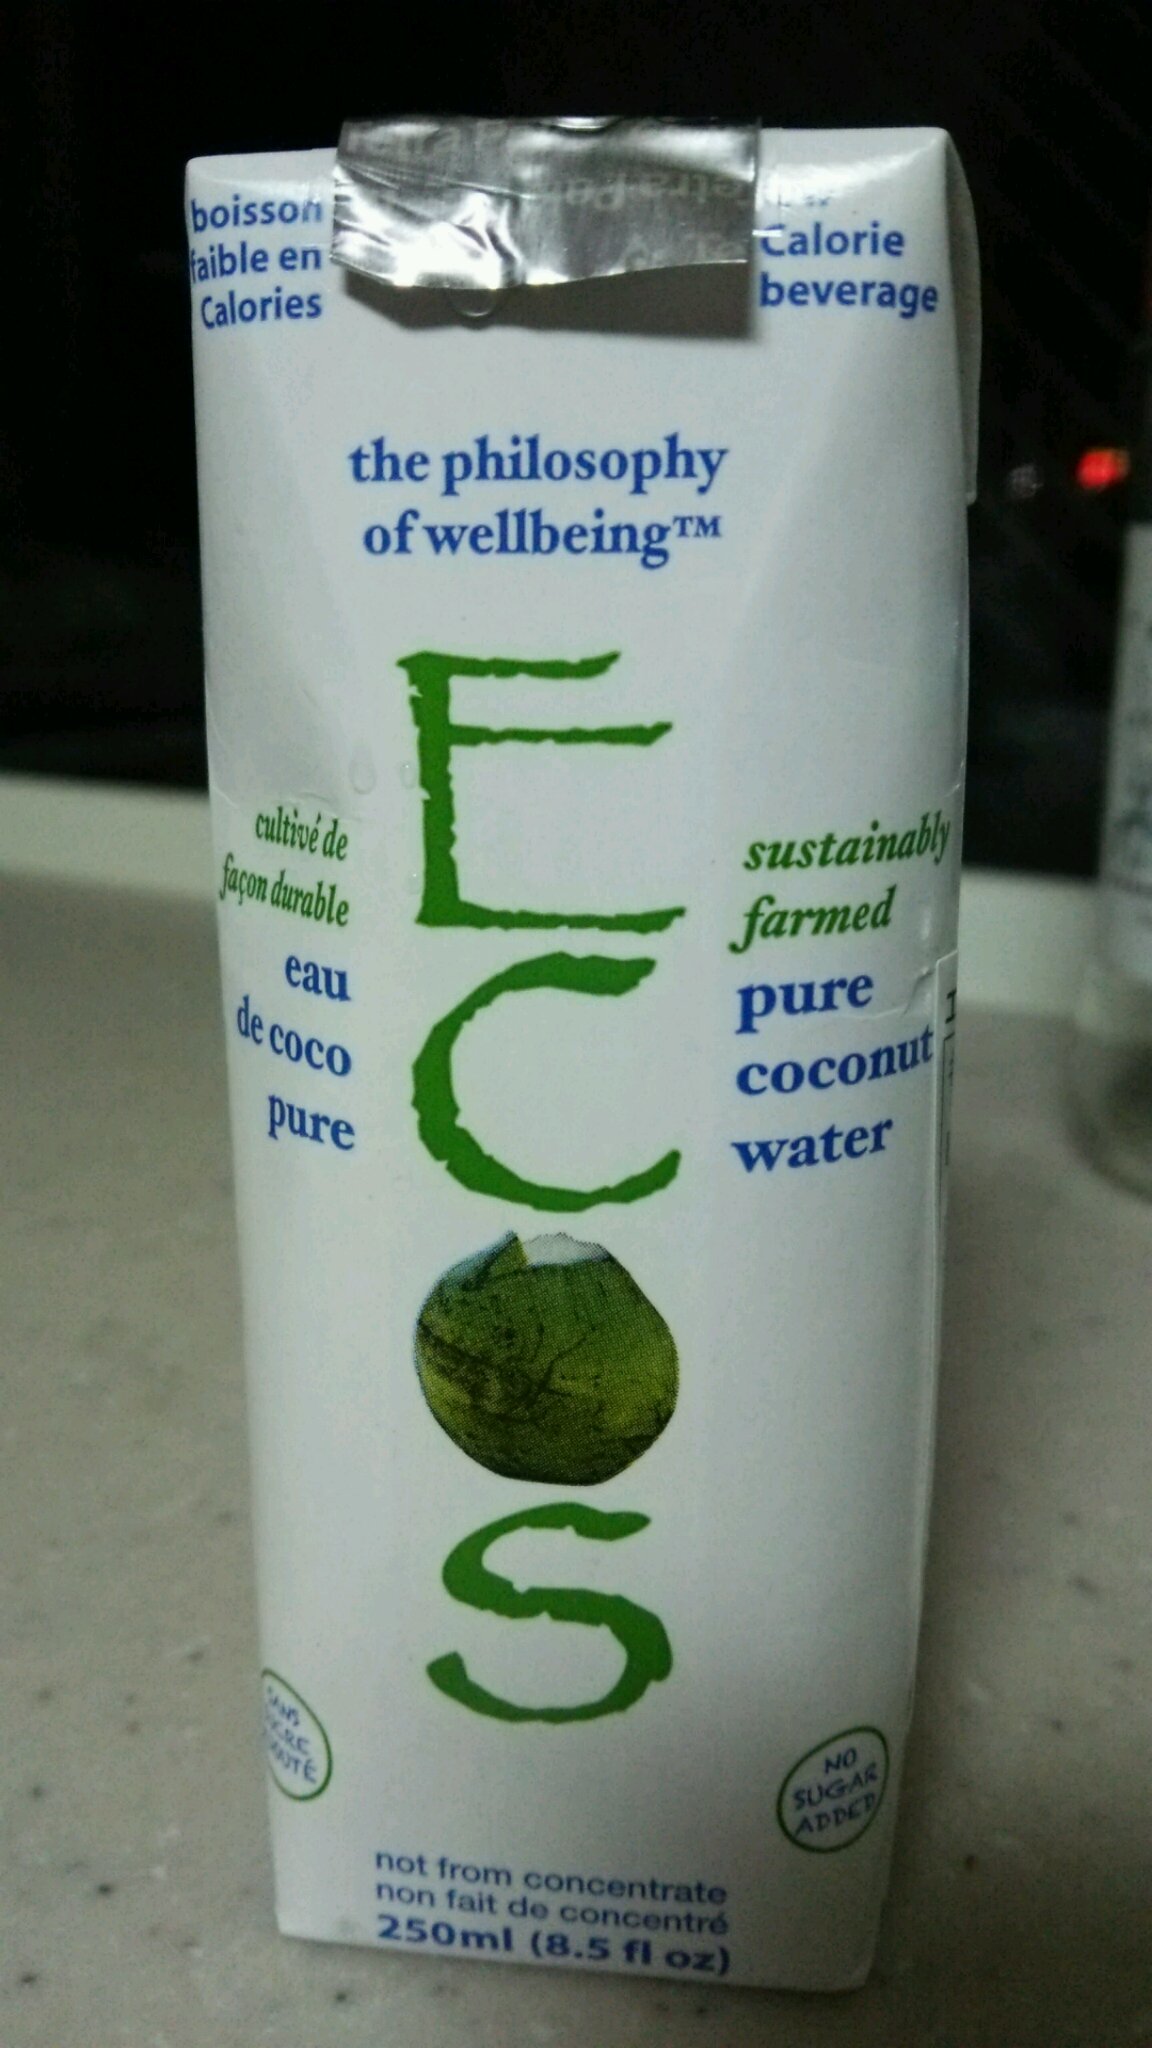 boisson
faible en
Calories
Calorie
beverage
the philosophy
of wellbeing™
ECOS
cultivé de
façon durable
eau
de coco
pure
sustainably
farmed
pure
coconut
water
SANS
SUCRE
AJOUTÉ
NO
SUGAR
ADDED
not from concentrate
non fait de concentré
250ml (8.5 fl oz)